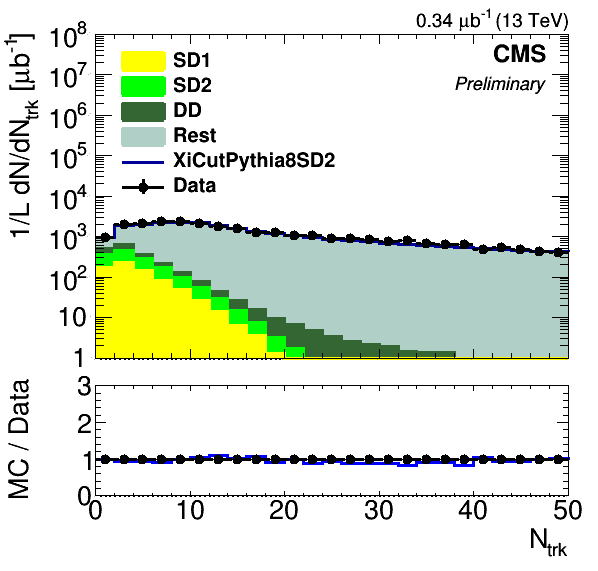 0.34 μb⁻¹ (13 TeV)
1/L dN/dN_trk [μb⁻¹]
10⁸
10⁷
10⁶
10⁵
10⁴
10³
10²
10
1
CMS
Preliminary
SD1
SD2
DD
Rest
XiCutPythia8SD2
Data
MC / Data
3
2
1
0
0 10 20 30 40 50
N_trk